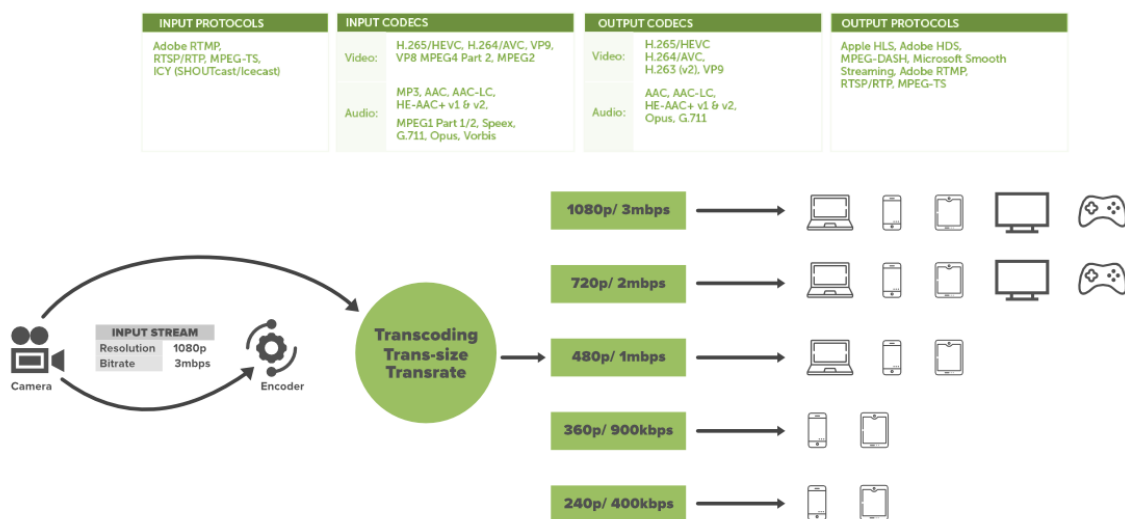 INPUT PROTOCOLS
Adobe RTMP,
RTSP/RTP, MPEG-TS,
ICY (SHOUTcast/Icecast)
INPUT CODECS
Video:
H.265/HEVC, H.264/AVC, VP9,
VP8 MPEG4 Part 2, MPEG2
Audio:
MP3, AAC, AAC-LC,
HE-AAC+ v1 & v2,
MPEG1 Part 1/2, Speex,
G.711, Opus, Vorbis
OUTPUT CODECS
Video:
H.265/HEVC
H.264/AVC,
H.263 (v2), VP9
Audio:
AAC, AAC-LC,
HE-AAC+ v1 & v2,
Opus, G.711
OUTPUT PROTOCOLS
Apple HLS, Adobe HDS,
MPEG-DASH, Microsoft Smooth
Streaming, Adobe RTMP,
RTSP/RTP, MPEG-TS
Camera
INPUT STREAM
Resolution 1080p
Bitrate 3mbps
Encoder
Transcoding
Trans-size
Transrate
1080p/ 3mbps
720p/ 2mbps
480p/ 1mbps
360p/ 900kbps
240p/ 400kbps